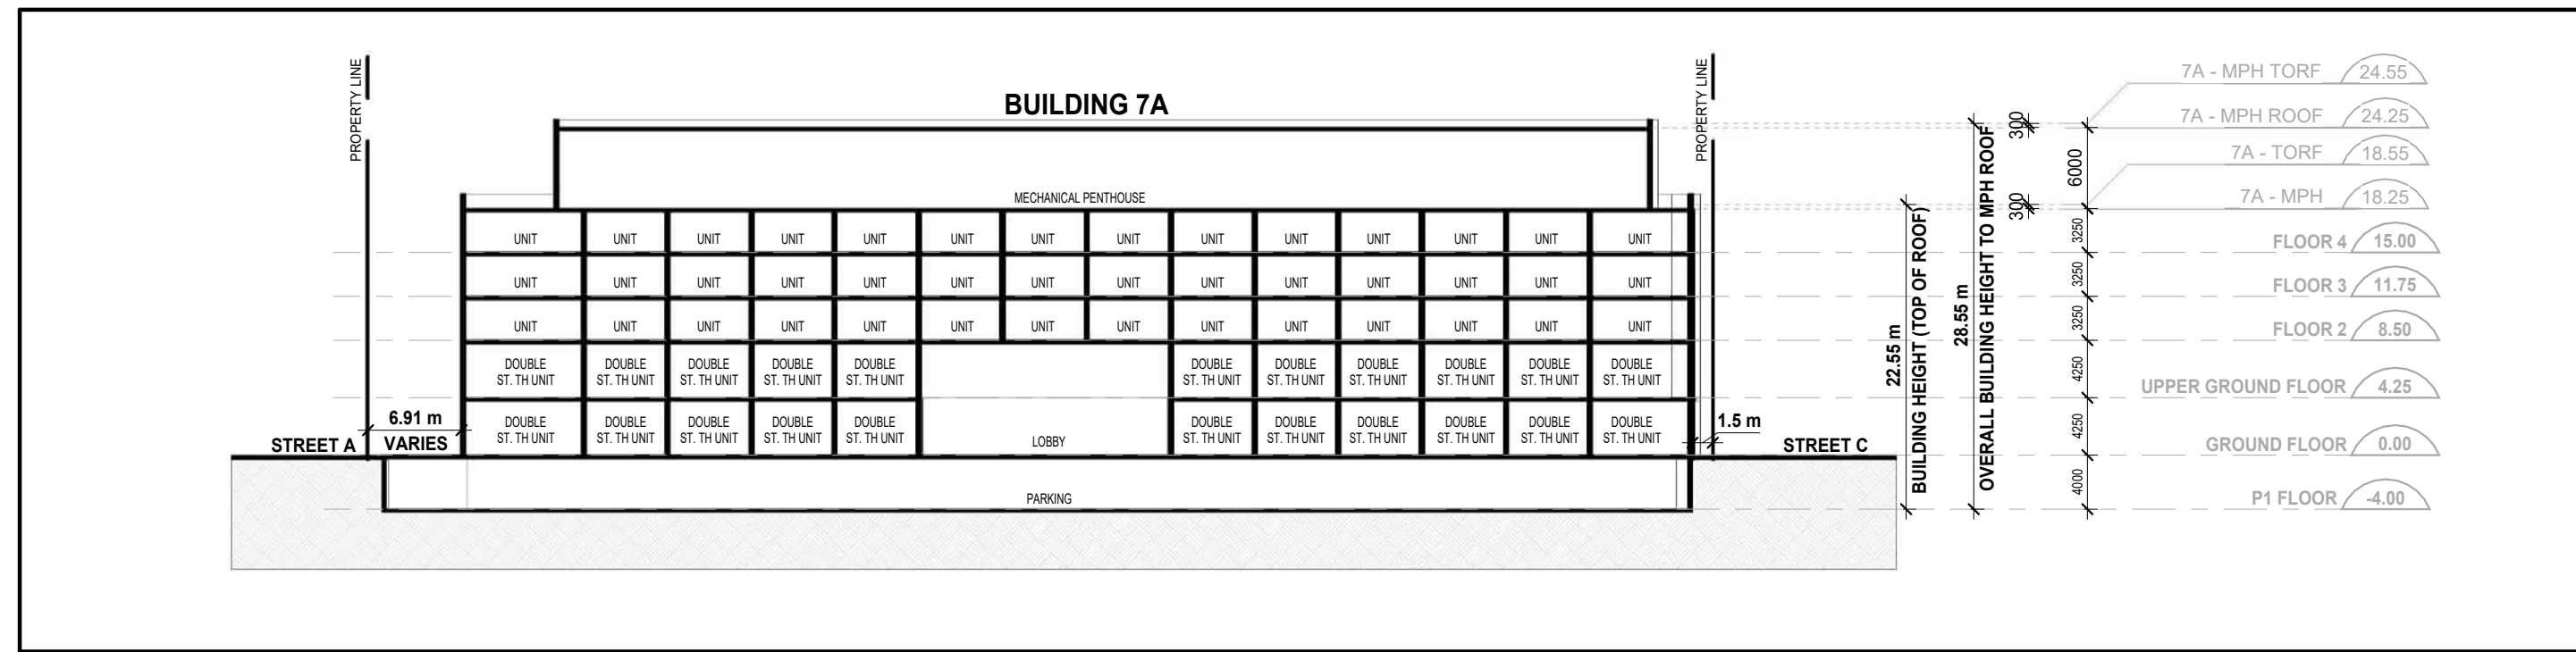 PROPERTY LINE
BUILDING 7A
PROPERTY LINE
7A - MPH TORF 24.55
7A - MPH ROOF 24.25
7A - TORF 18.55
7A - MPH 18.25
FLOOR 4 15.00
FLOOR 3 11.75
FLOOR 2 8.50
UPPER GROUND FLOOR 4.25
GROUND FLOOR 0.00
P1 FLOOR -4.00
300
6000
300
3250
3250
3250
4250
4250
4000
22.55 m
BUILDING HEIGHT (TOP OF ROOF)
28.55 m
OVERALL BUILDING HEIGHT TO MPH ROOF
MECHANICAL PENTHOUSE
UNIT UNIT UNIT UNIT UNIT UNIT UNIT UNIT UNIT UNIT UNIT UNIT UNIT UNIT
UNIT UNIT UNIT UNIT UNIT UNIT UNIT UNIT UNIT UNIT UNIT UNIT UNIT UNIT
UNIT UNIT UNIT UNIT UNIT UNIT UNIT UNIT UNIT UNIT UNIT UNIT UNIT UNIT
DOUBLE DOUBLE DOUBLE DOUBLE DOUBLE DOUBLE DOUBLE DOUBLE DOUBLE DOUBLE DOUBLE
ST. TH UNIT ST. TH UNIT ST. TH UNIT ST. TH UNIT ST. TH UNIT ST. TH UNIT ST. TH UNIT ST. TH UNIT ST. TH UNIT ST. TH UNIT ST. TH UNIT
DOUBLE DOUBLE DOUBLE DOUBLE DOUBLE DOUBLE DOUBLE DOUBLE DOUBLE DOUBLE DOUBLE
ST. TH UNIT ST. TH UNIT ST. TH UNIT ST. TH UNIT ST. TH UNIT LOBBY ST. TH UNIT ST. TH UNIT ST. TH UNIT ST. TH UNIT ST. TH UNIT ST. TH UNIT
6.91 m
VARIES
1.5 m
STREET A
STREET C
PARKING